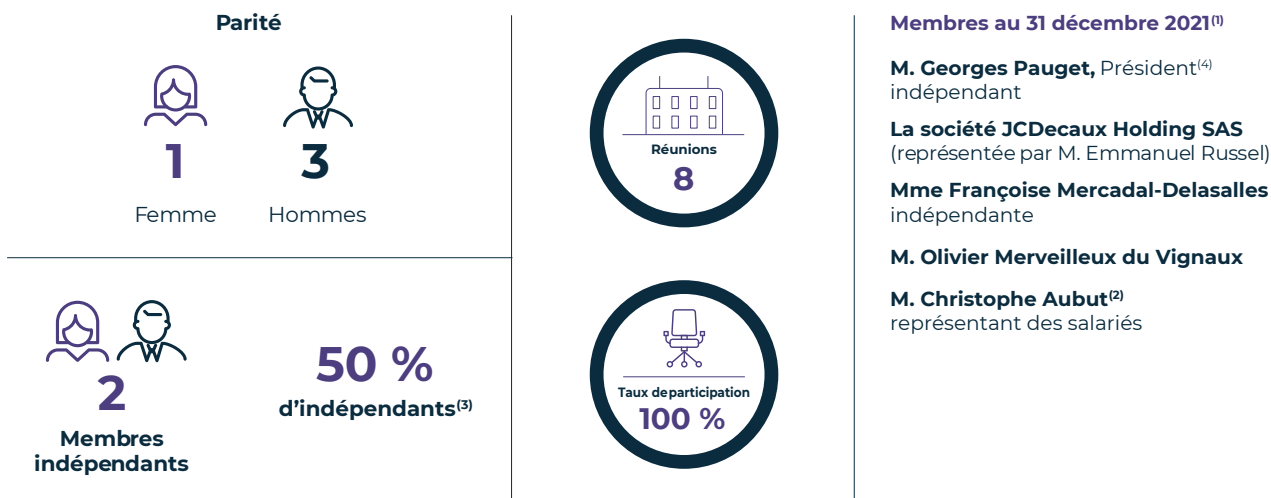 Parité
1
3
Femme
Hommes
2
Membres
indépendants
50 %
d'indépendants(3)
Réunions
8
Taux departicipation
100 %
Membres au 31 décembre 2021(1)
M. Georges Pauget, Président(4)
indépendant
La société JCDecaux Holding SAS
(représentée par M. Emmanuel Russel)
Mme Françoise Mercadal-Delasalles
indépendante
M. Olivier Merveilleux du Vignaux
M. Christophe Aubut(2)
représentant des salariés